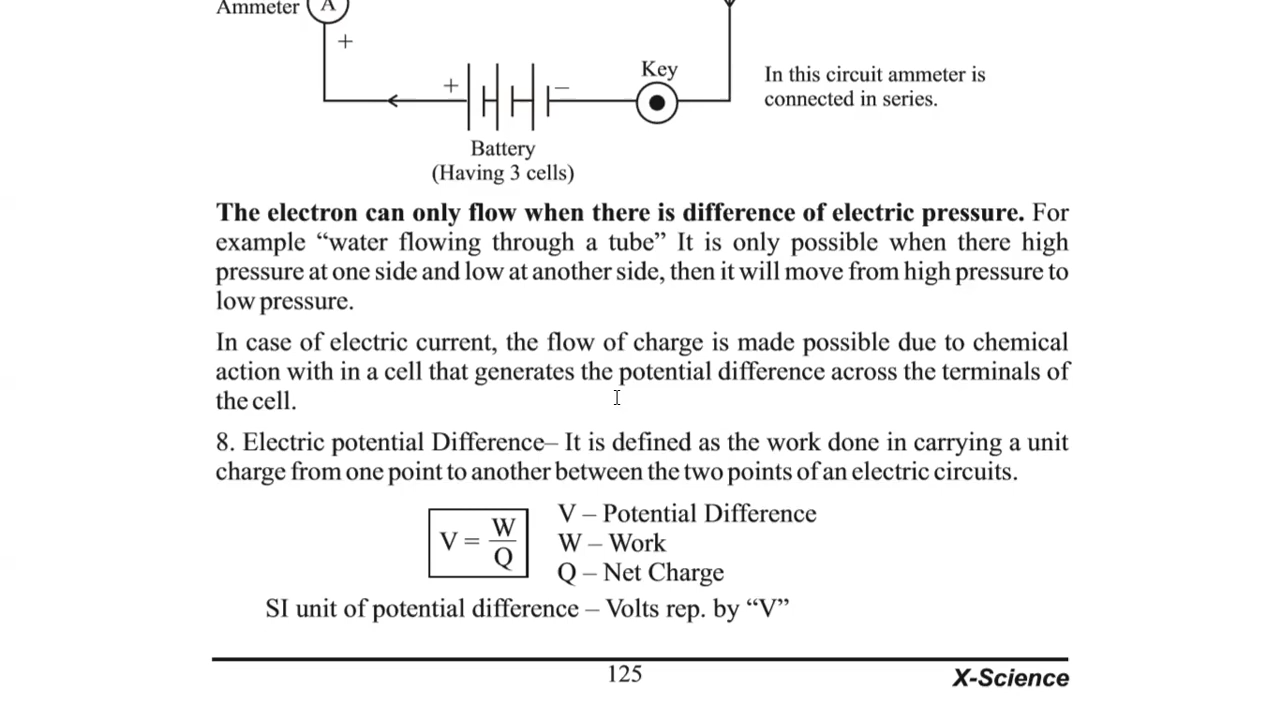 Ammeter A
+
Key
+ –
In this circuit ammeter is
connected in series.
Battery
(Having 3 cells)
The electron can only flow when there is difference of electric pressure. For
example “water flowing through a tube” It is only possible when there high
pressure at one side and low at another side, then it will move from high pressure to
low pressure.
In case of electric current, the flow of charge is made possible due to chemical
action with in a cell that generates the potential difference across the terminals of
the cell.
8. Electric potential Difference– It is defined as the work done in carrying a unit
charge from one point to another between the two points of an electric circuits.
V = W/Q
V – Potential Difference
W – Work
Q – Net Charge
SI unit of potential difference – Volts rep. by “V”
125
X-Science